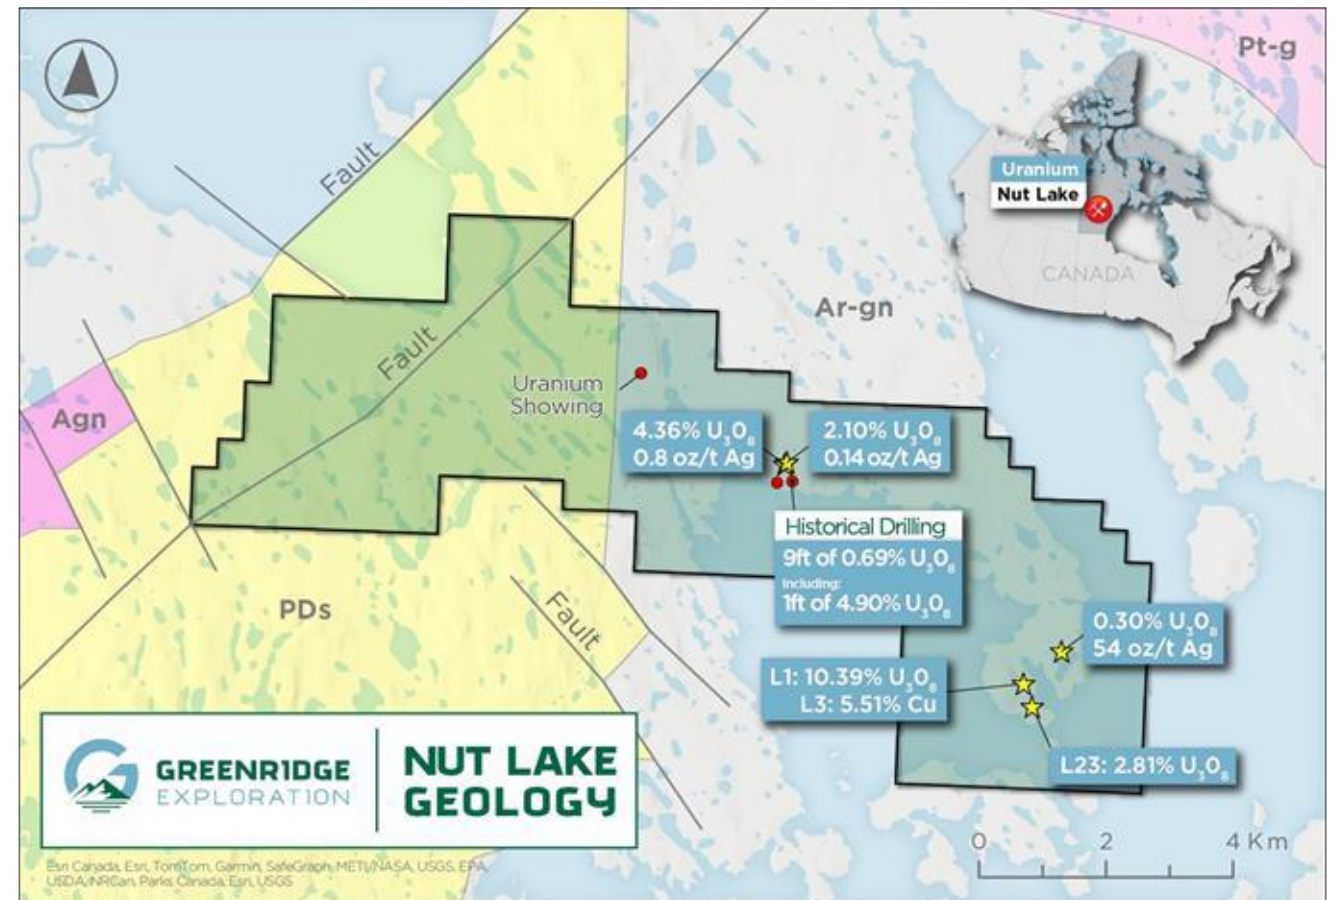 Pt-g
Fault
Uranium
Nut Lake
CANADA
Ar-gn
Fault
Uranium
Showing
Agn
4.36% U₃O₈
0.8 oz/t Ag
2.10% U₃O₈
0.14 oz/t Ag
Historical Drilling
9ft of 0.69% U₃O₈
Including:
1ft of 4.90% U₃O₈
PDs
Fault
0.30% U₃O₈
54 oz/t Ag
L1: 10.39% U₃O₈
L3: 5.51% Cu
L23: 2.81% U₃O₈
GREENRIDGE
EXPLORATION
NUT LAKE
GEOLOGY
0 2 4 Km
Esri Canada, Esri, TomTom, Garmin, SafeGraph, METI/NASA, USGS, EPA,
USDA, NRCan, Parks Canada, Esri, USGS